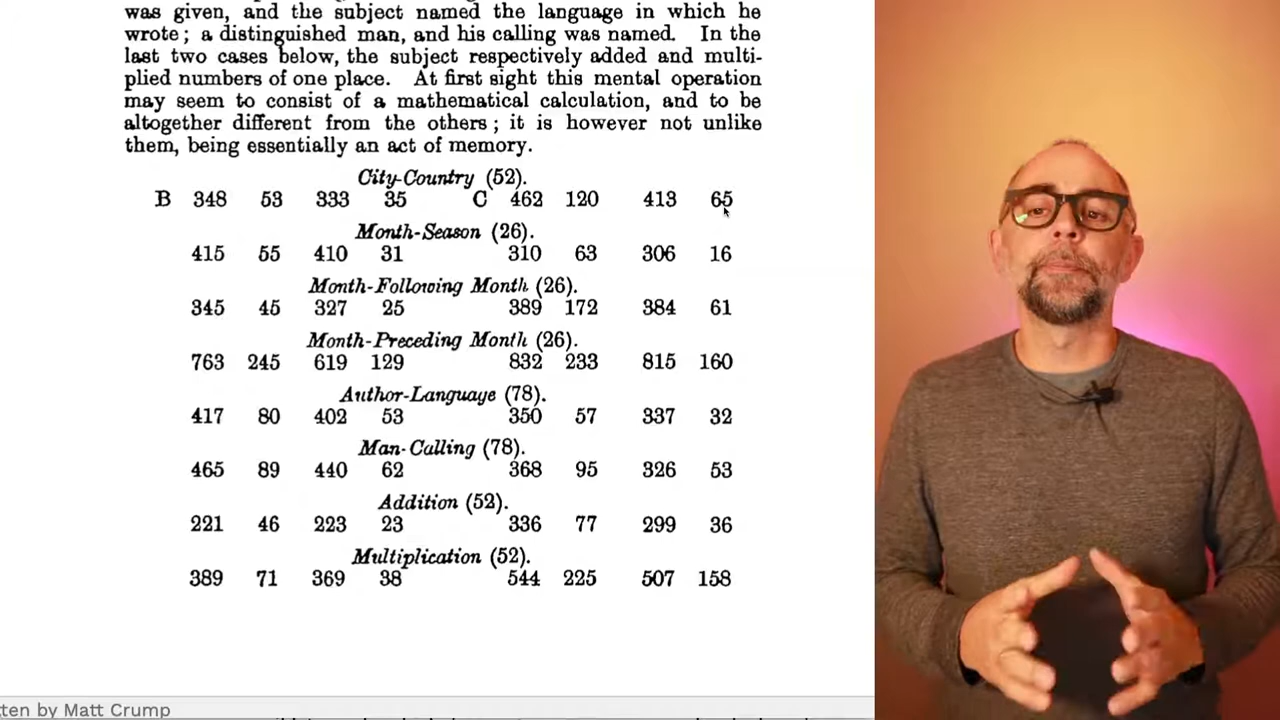 was given, and the subject named the language in which he
wrote; a distinguished man, and his calling was named. In the
last two cases below, the subject respectively added and multi-
plied numbers of one place. At first sight this mental operation
may seem to consist of a mathematical calculation, and to be
altogether different from the others; it is however not unlike
them, being essentially an act of memory.
City-Country (52).
B 348 53 333 35 C 462 120 413 65
Month-Season (26).
415 55 410 31 310 63 306 16
Month-Following Month (26).
345 45 327 25 389 172 384 61
Month-Preceding Month (26).
763 245 619 129 832 233 815 160
Author-Language (78).
417 80 402 53 350 57 337 32
Man-Calling (78).
465 89 440 62 368 95 326 53
Addition (52).
221 46 223 23 336 77 299 36
Multiplication (52).
389 71 369 38 544 225 507 158
ten by Matt Crump